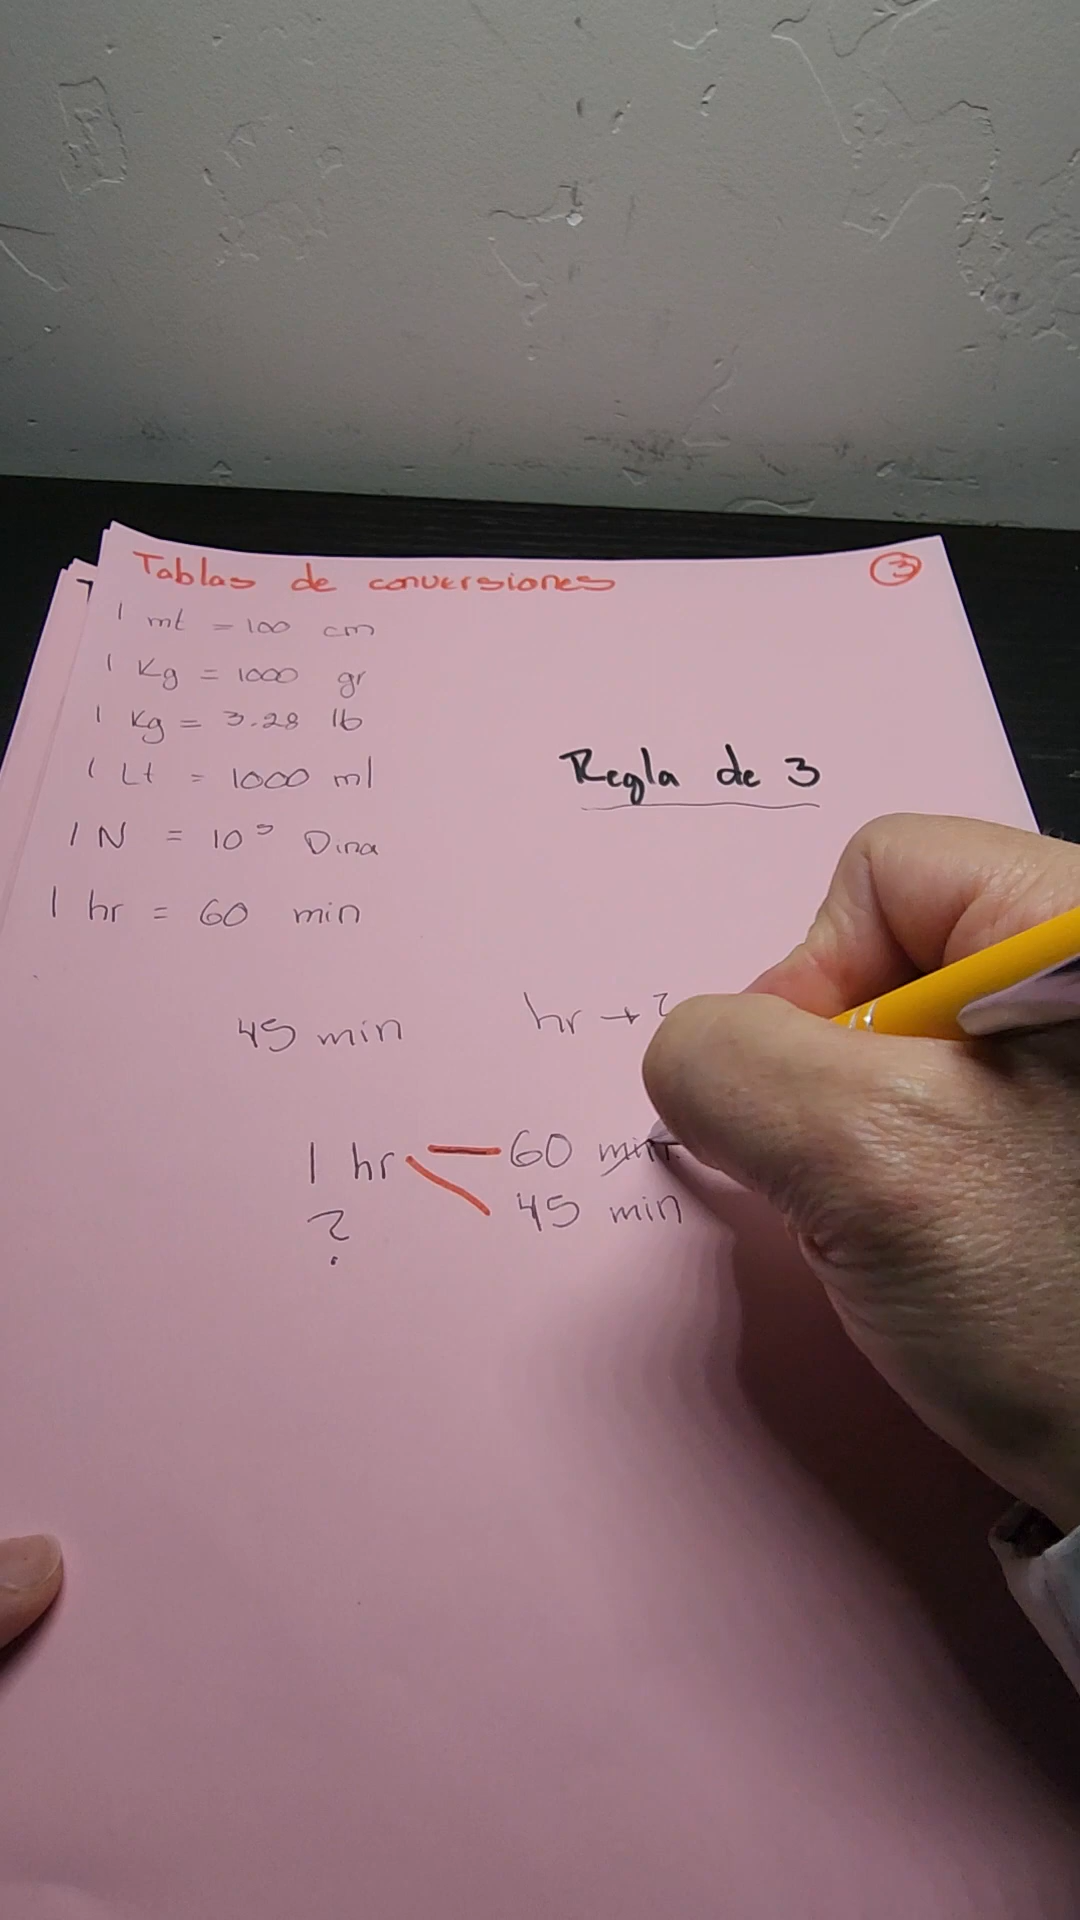 Tablas de conversiones
3
1 mt = 100 cm
1 Kg = 1000 gr
1 Kg = 3.28 lb
1 Lt = 1000 ml
1 N = 10⁵ Dina
1 hr = 60 min
Regla de 3
45 min hr → ?
1 hr 60 min
? 45 min